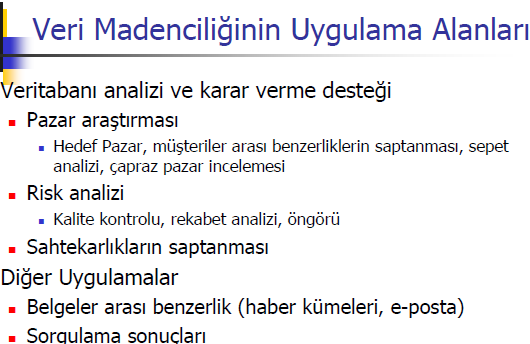 Veri Madenciliğinin Uygulama Alanları
Veritabanı analizi ve karar verme desteği
Pazar araştırması
Hedef Pazar, müşteriler arası benzerliklerin saptanması, sepet
analizi, çapraz pazar incelemesi
Risk analizi
Kalite kontrolu, rekabet analizi, öngörü
Sahtekarlıkların saptanması
Diğer Uygulamalar
Belgeler arası benzerlik (haber kümeleri, e-posta)
Sorgulama sonuçları